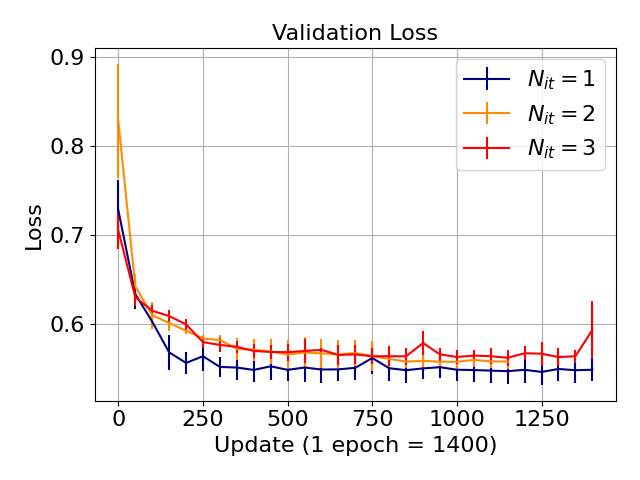 Validation Loss
0.9
0.8
0.7
0.6
Loss
N_it = 1
N_it = 2
N_it = 3
0 250 500 750 1000 1250
Update (1 epoch = 1400)